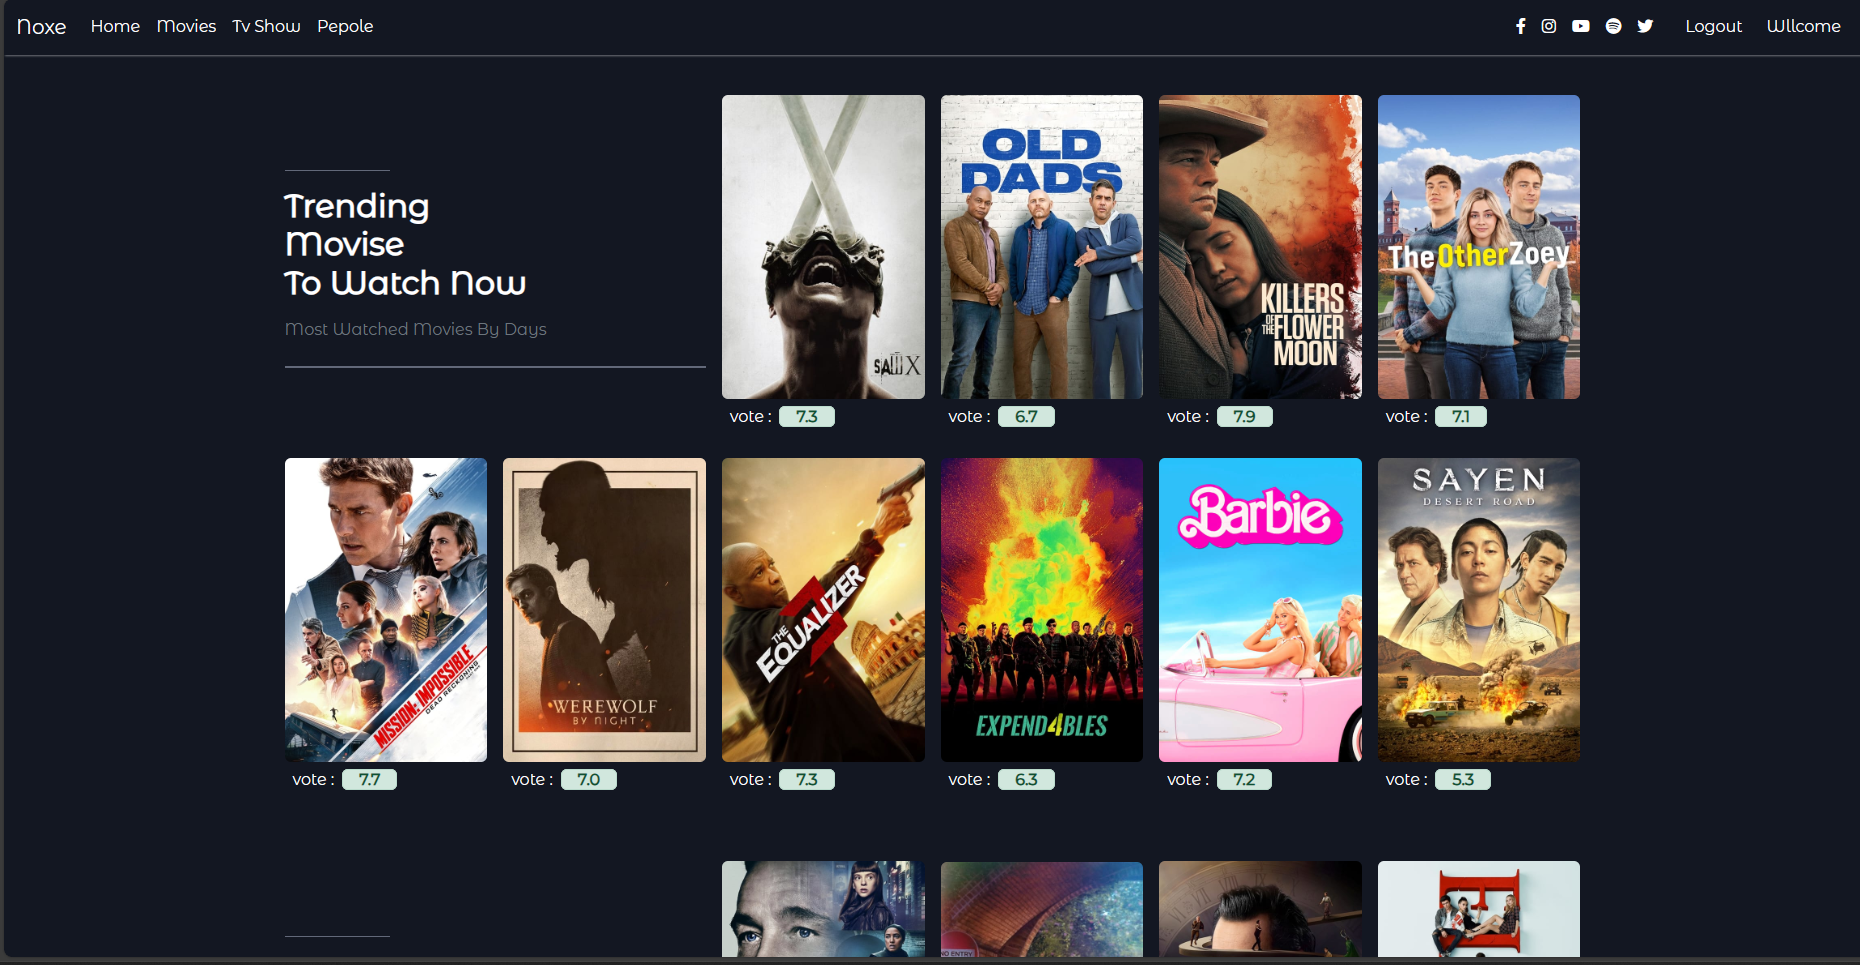 Noxe Home Movies Tv Show Pepole Logout Wllcome
Trending
Movise
To Watch Now
Most Watched Movies By Days
SAW X
OLD
DADS
KILLERS
OF THE FLOWER
MOON
The Other Zoey
vote : 7.3
vote : 6.7
vote : 7.9
vote : 7.1
MISSION: IMPOSSIBLE
DEAD RECKONING
WEREWOLF
BY NIGHT
THE
EQUALIZER
3
EXPEND4BLES
Barbie
SAYEN
DESERT ROAD
vote : 7.7
vote : 7.0
vote : 7.3
vote : 6.3
vote : 7.2
vote : 5.3
NO ENTRY